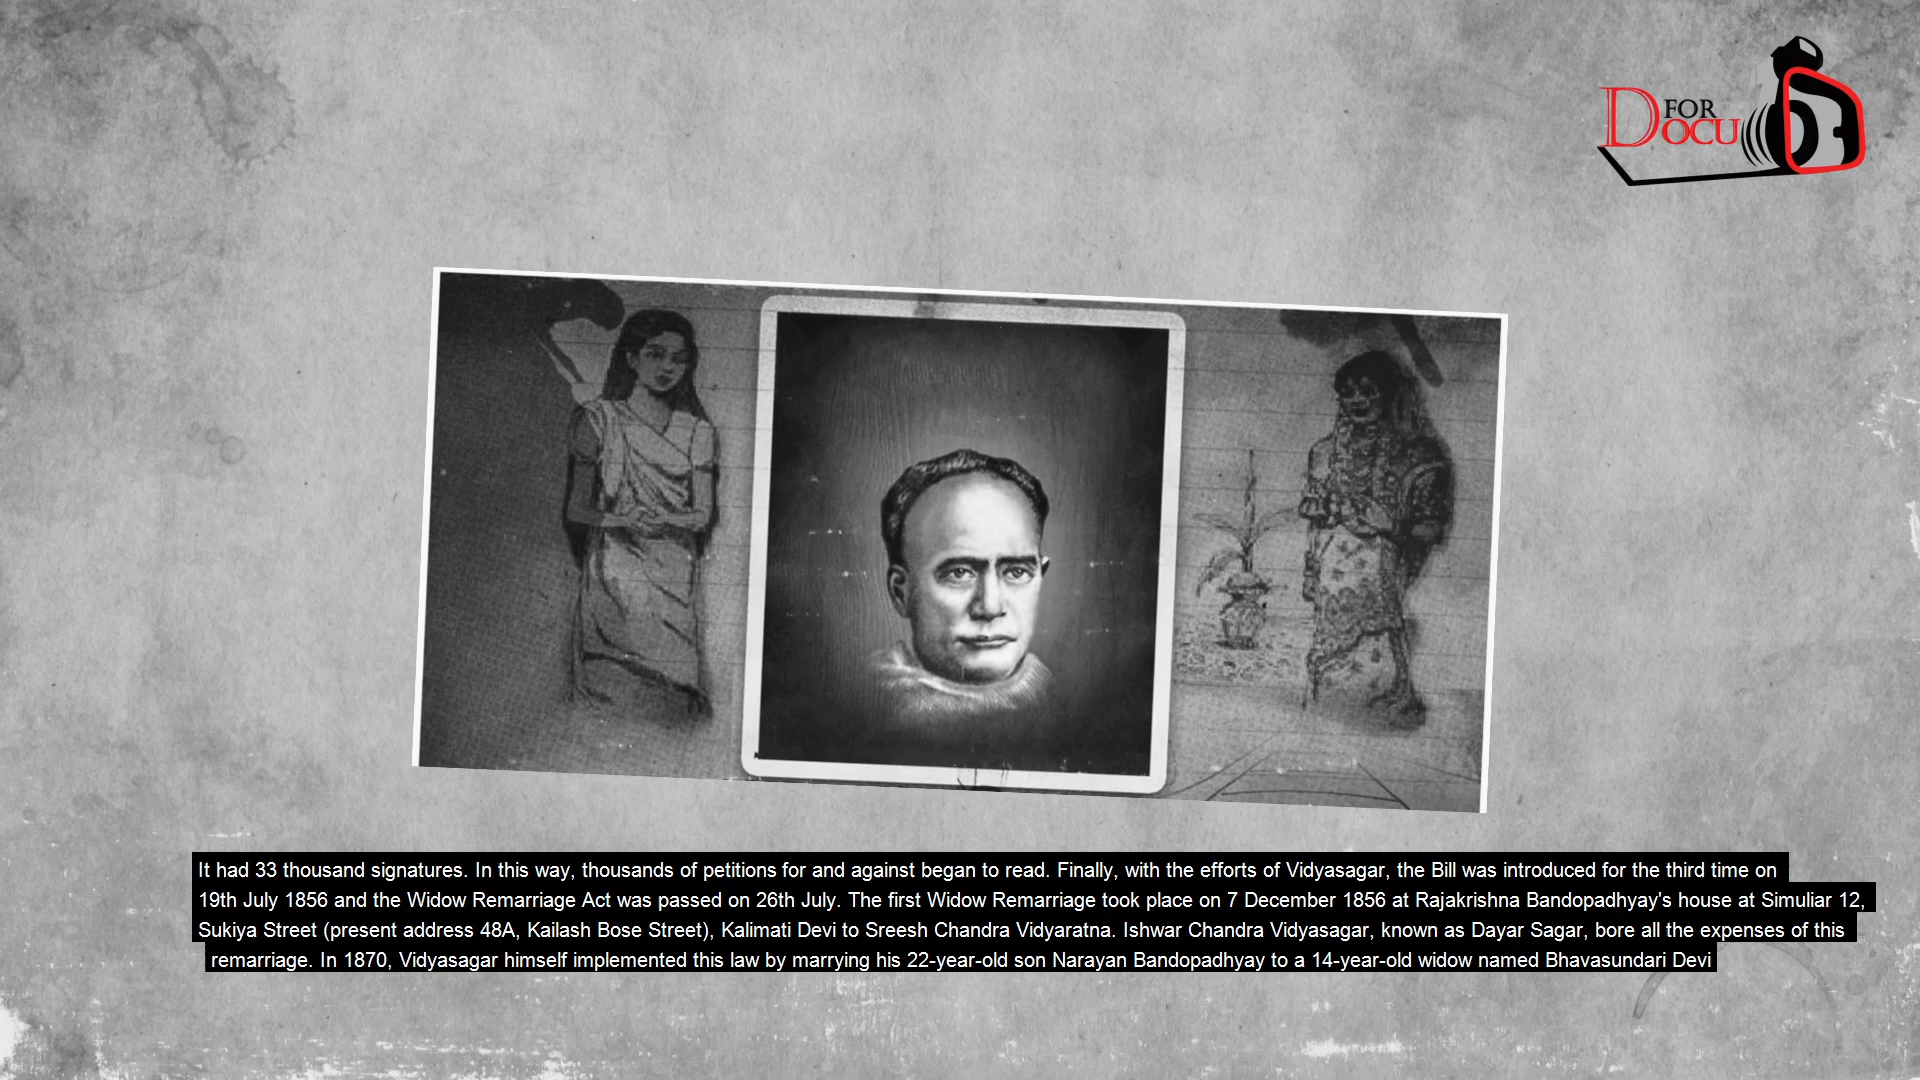 D FOR
DOCU
It had 33 thousand signatures. In this way, thousands of petitions for and against began to read. Finally, with the efforts of Vidyasagar, the Bill was introduced for the third time on
19th July 1856 and the Widow Remarriage Act was passed on 26th July. The first Widow Remarriage took place on 7 December 1856 at Rajakrishna Bandopadhyay's house at Simuliar 12,
Sukiya Street (present address 48A, Kailash Bose Street), Kalimati Devi to Sreesh Chandra Vidyaratna. Ishwar Chandra Vidyasagar, known as Dayar Sagar, bore all the expenses of this
remarriage. In 1870, Vidyasagar himself implemented this law by marrying his 22-year-old son Narayan Bandopadhyay to a 14-year-old widow named Bhavasundari Devi